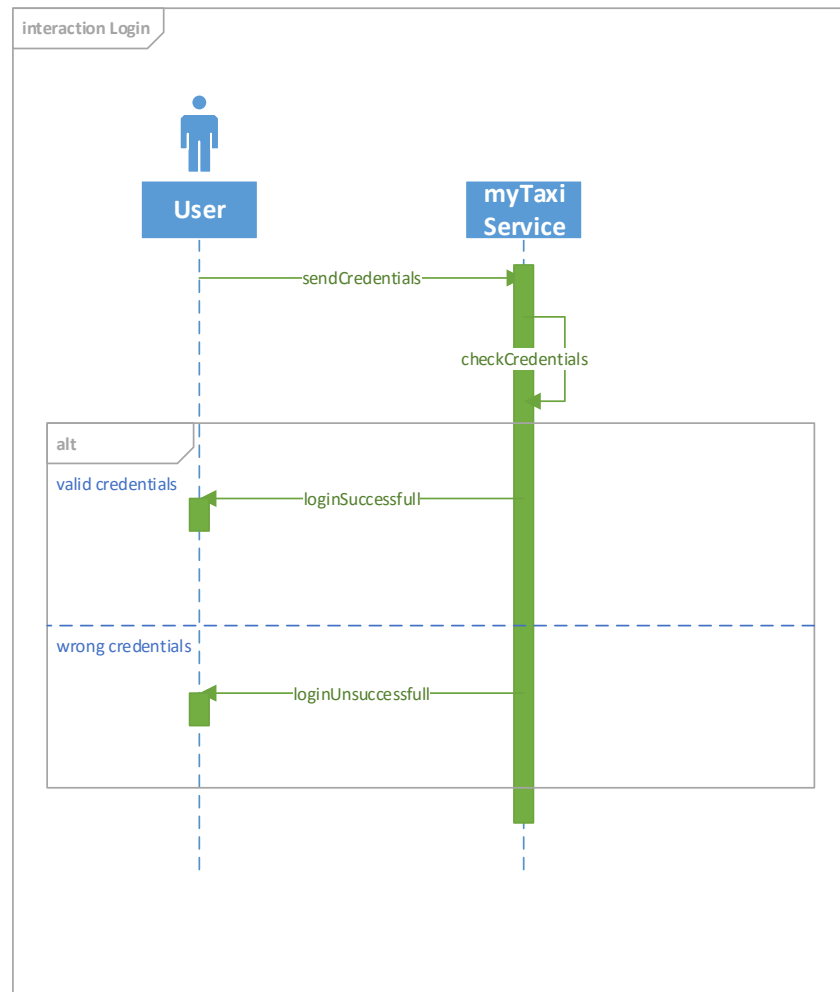 interaction Login
User
myTaxi
Service
sendCredentials
checkCredentials
alt
valid credentials
loginSuccessfull
wrong credentials
loginUnsuccessfull